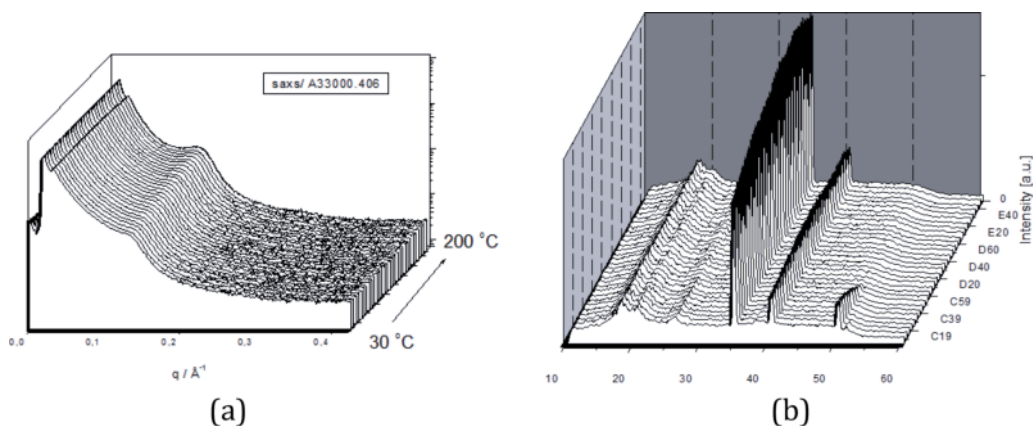 saxs/ A33000.406
200 °C
30 °C
0,0 0,1 0,2 0,3 0,4
q / Å-1
(a)
Intensity [a.u.]
0
E40
E20
D60
D40
D20
C59
C39
C19
10 20 30 40 50 60
(b)